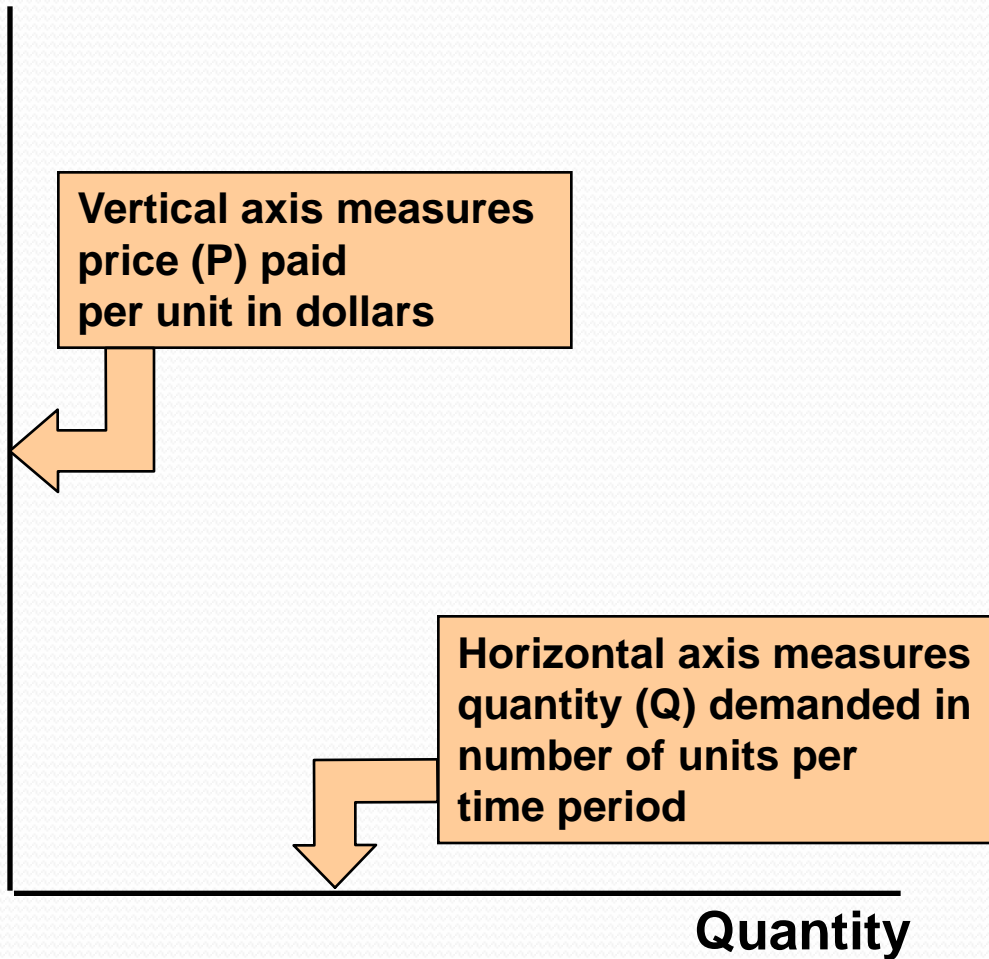 Vertical axis measures
price (P) paid
per unit in dollars
Horizontal axis measures
quantity (Q) demanded in
number of units per
time period
Quantity